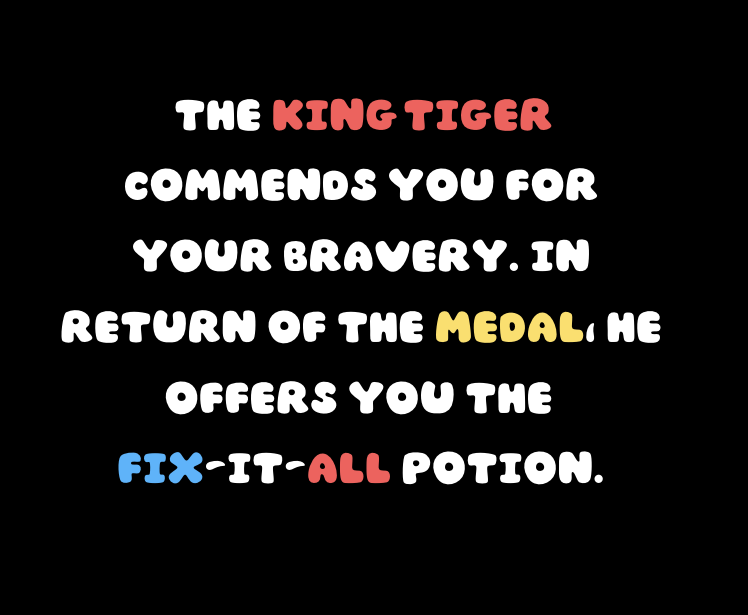 THE KING TIGER
COMMENDS YOU FOR
YOUR BRAVERY. IN
RETURN OF THE MEDAL, HE
OFFERS YOU THE
FIX-IT-ALL POTION.